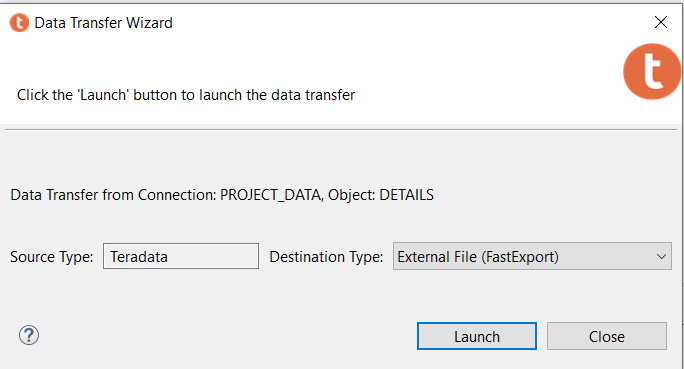 Data Transfer Wizard
t
Click the 'Launch' button to launch the data transfer
Data Transfer from Connection: PROJECT_DATA, Object: DETAILS
Source Type: Teradata Destination Type: External File (FastExport)
? Launch Close